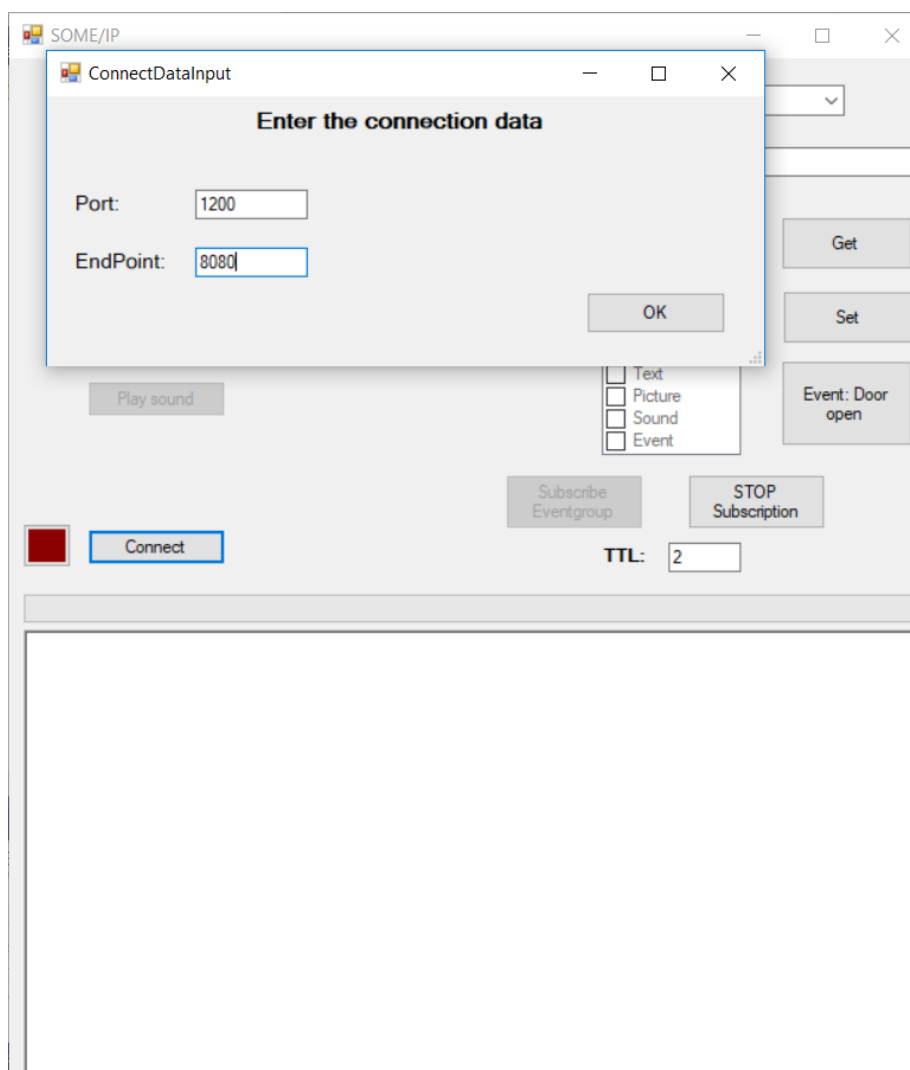 SOME/IP
ConnectDataInput
Enter the connection data
Port: 1200
EndPoint: 8080
OK
Get
Set
Text
Picture
Sound
Event
Play sound
Event: Door
open
Subscribe
Eventgroup
STOP
Subscription
Connect
TTL: 2